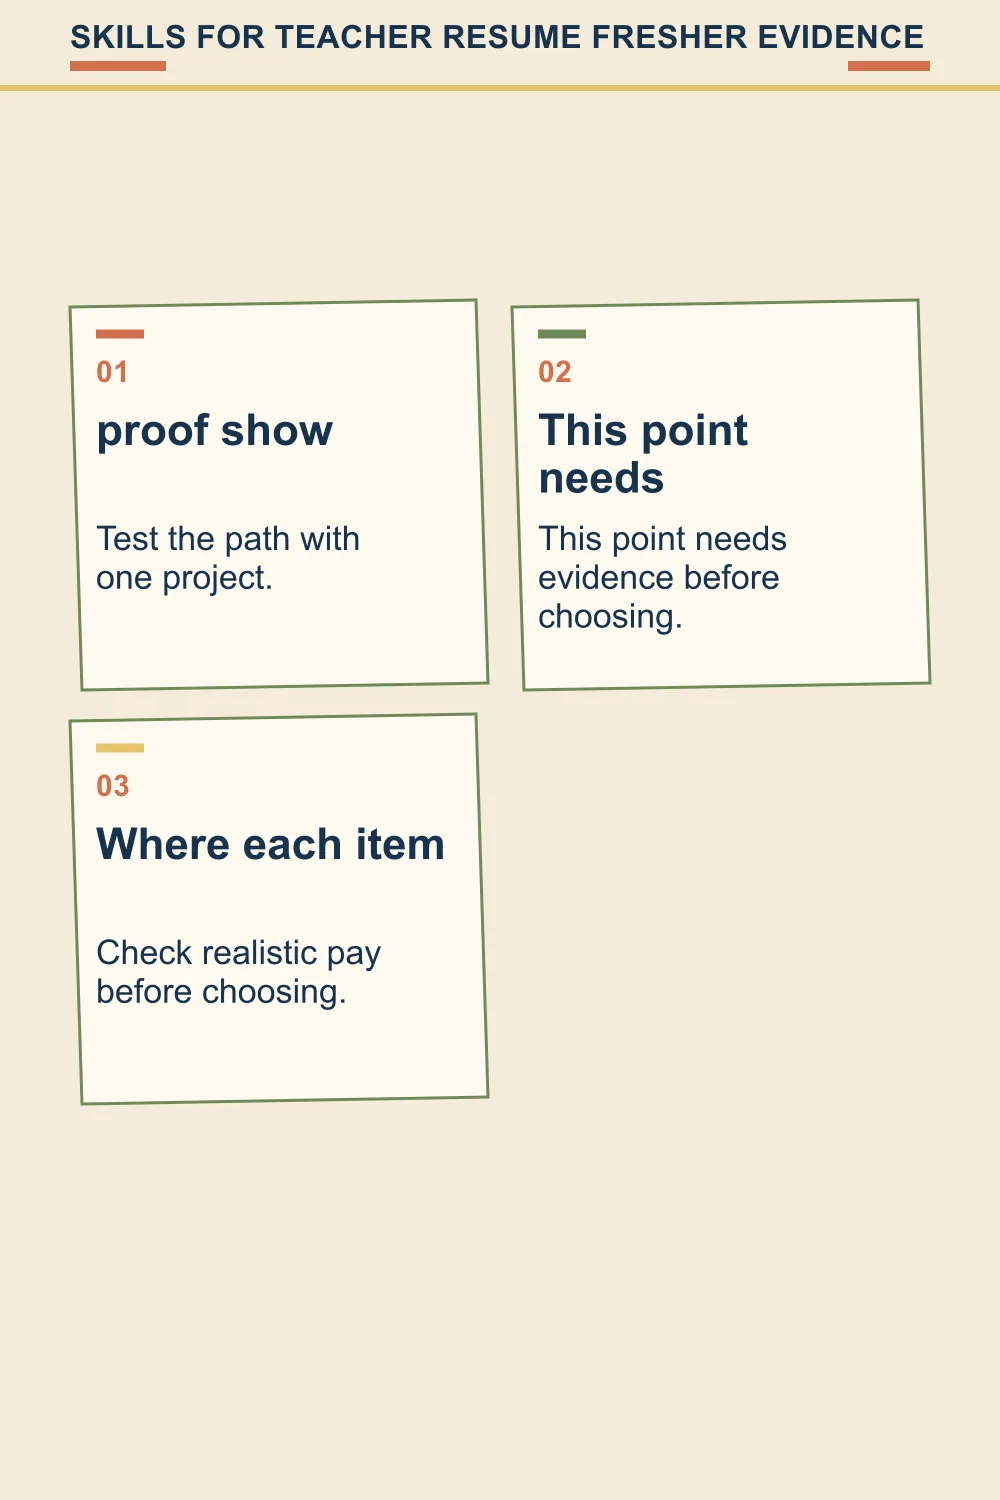 SKILLS FOR TEACHER RESUME FRESHER EVIDENCE
01
proof show
Test the path with
one project.
02
This point
needs
This point needs
evidence before
choosing.
03
Where each item
Check realistic pay
before choosing.